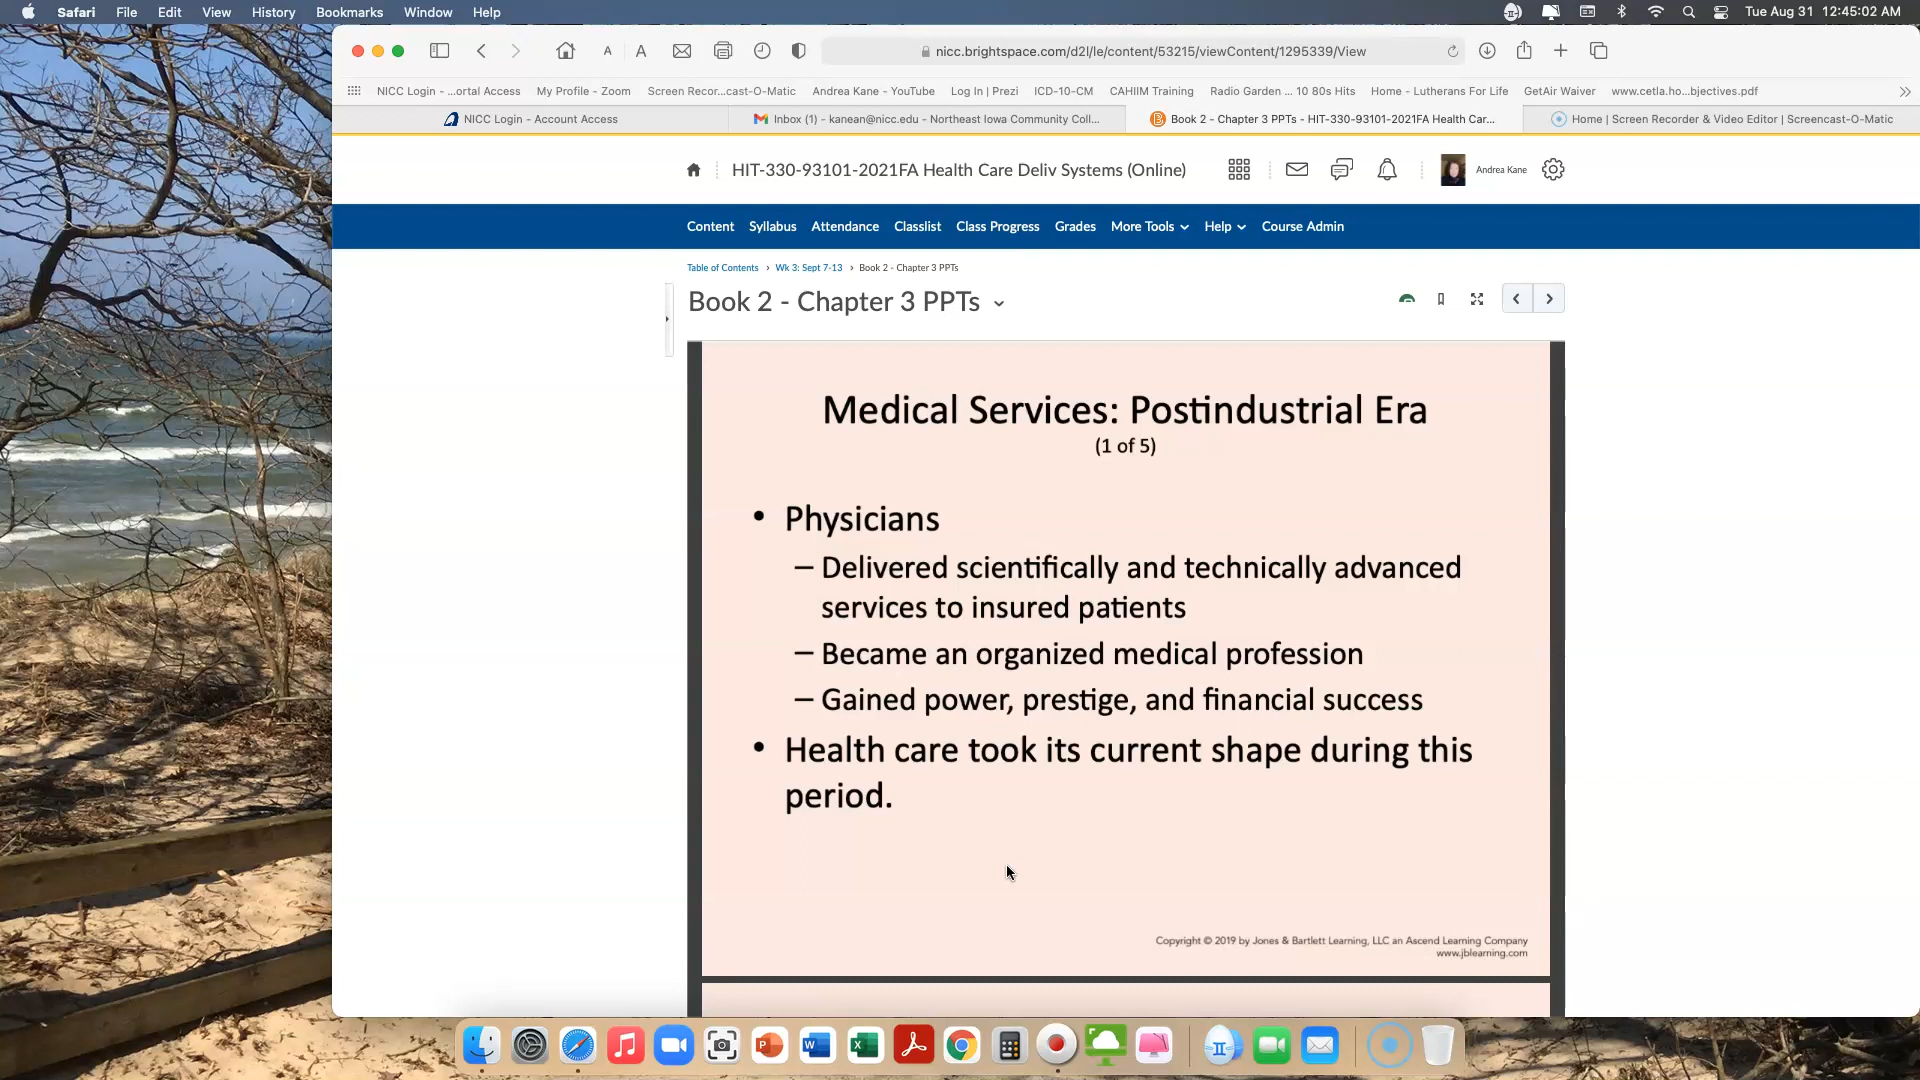 Safari File Edit View History Bookmarks Window Help Tue Aug 31 12:45:02 AM
A A nicc.brightspace.com/d2l/le/content/53215/viewContent/1295339/View
NICC Login - ...ortal Access My Profile - Zoom Screen Recor...cast-O-Matic Andrea Kane - YouTube Log In | Prezi ICD-10-CM CAHIIM Training Radio Garden ... 10 80s Hits Home - Lutherans For Life GetAir Waiver www.cetla.ho...bjectives.pdf
NICC Login - Account Access Inbox (1) - kanean@nicc.edu - Northeast Iowa Community Coll... Book 2 - Chapter 3 PPTs - HIT-330-93101-2021FA Health Car... Home | Screen Recorder & Video Editor | Screencast-O-Matic
HIT-330-93101-2021FA Health Care Deliv Systems (Online) Andrea Kane
Content Syllabus Attendance Classlist Class Progress Grades More Tools Help Course Admin
Table of Contents › Wk 3: Sept 7-13 › Book 2 - Chapter 3 PPTs
Book 2 - Chapter 3 PPTs
Medical Services: Postindustrial Era
(1 of 5)
• Physicians
– Delivered scientifically and technically advanced
services to insured patients
– Became an organized medical profession
– Gained power, prestige, and financial success
• Health care took its current shape during this
period.
Copyright © 2019 by Jones & Bartlett Learning, LLC an Ascend Learning Company
www.jblearning.com